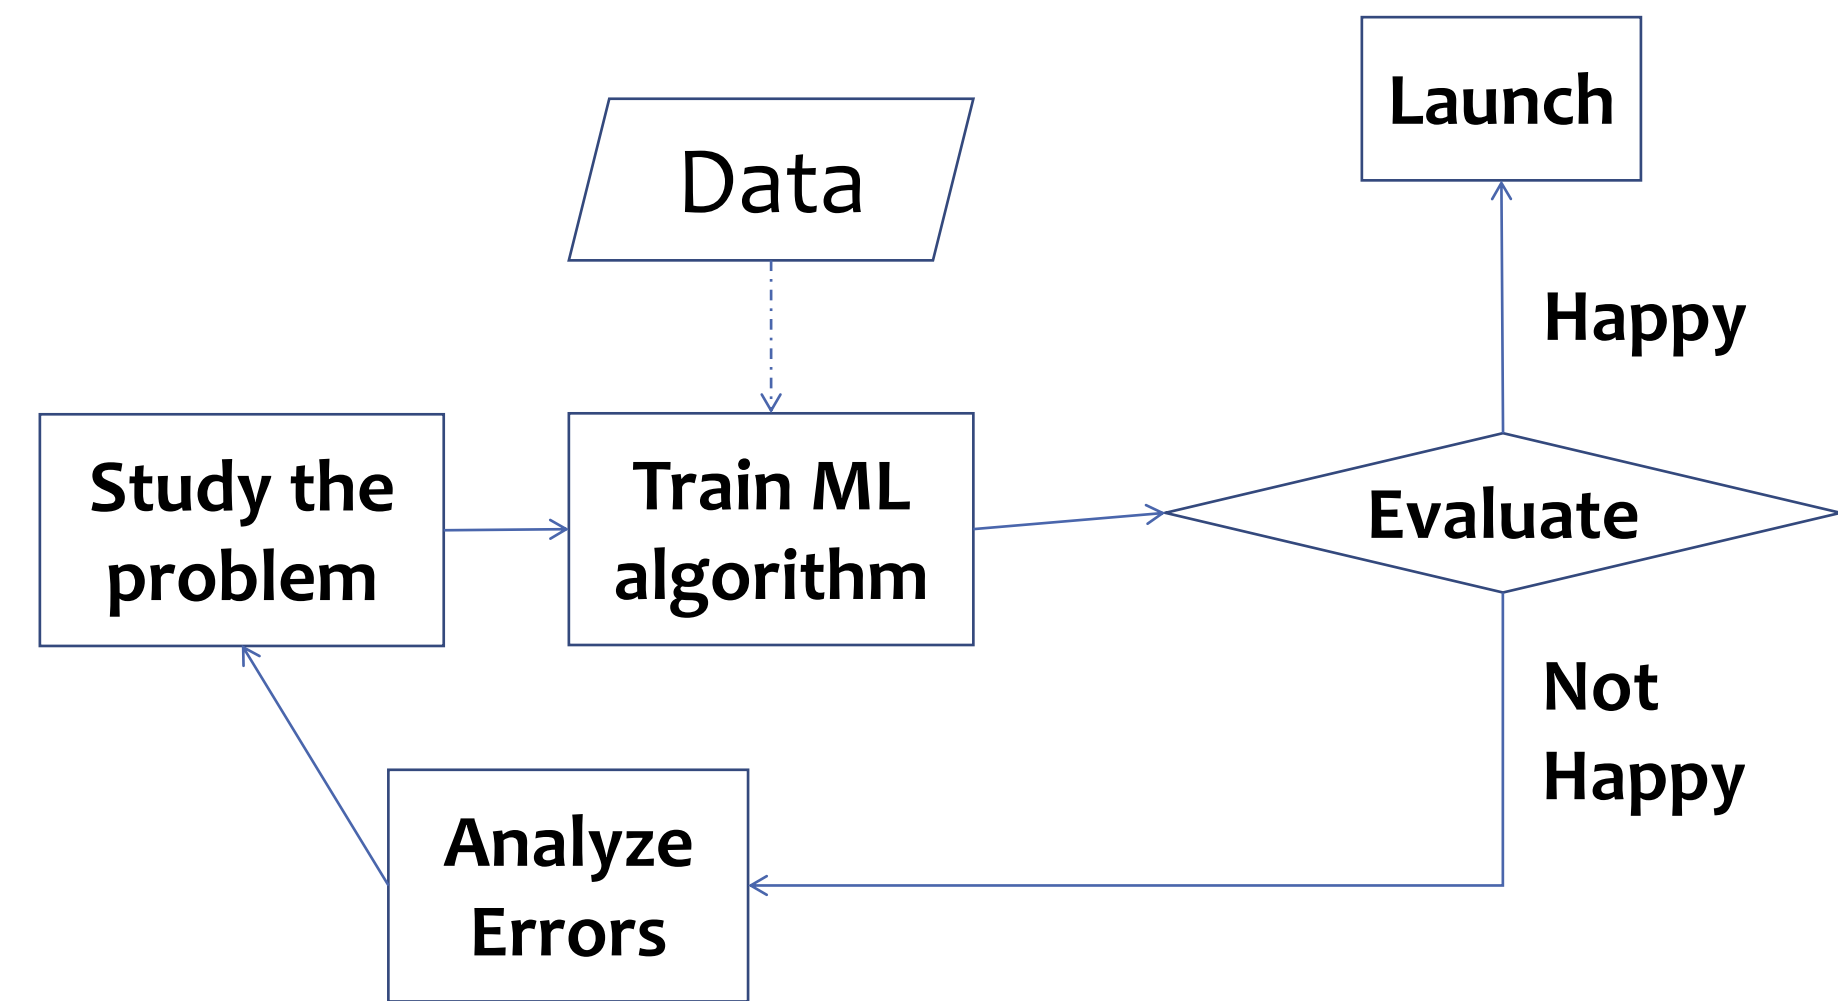 Launch
Data
Happy
Study the
problem
Train ML
algorithm
Evaluate
Not
Happy
Analyze
Errors